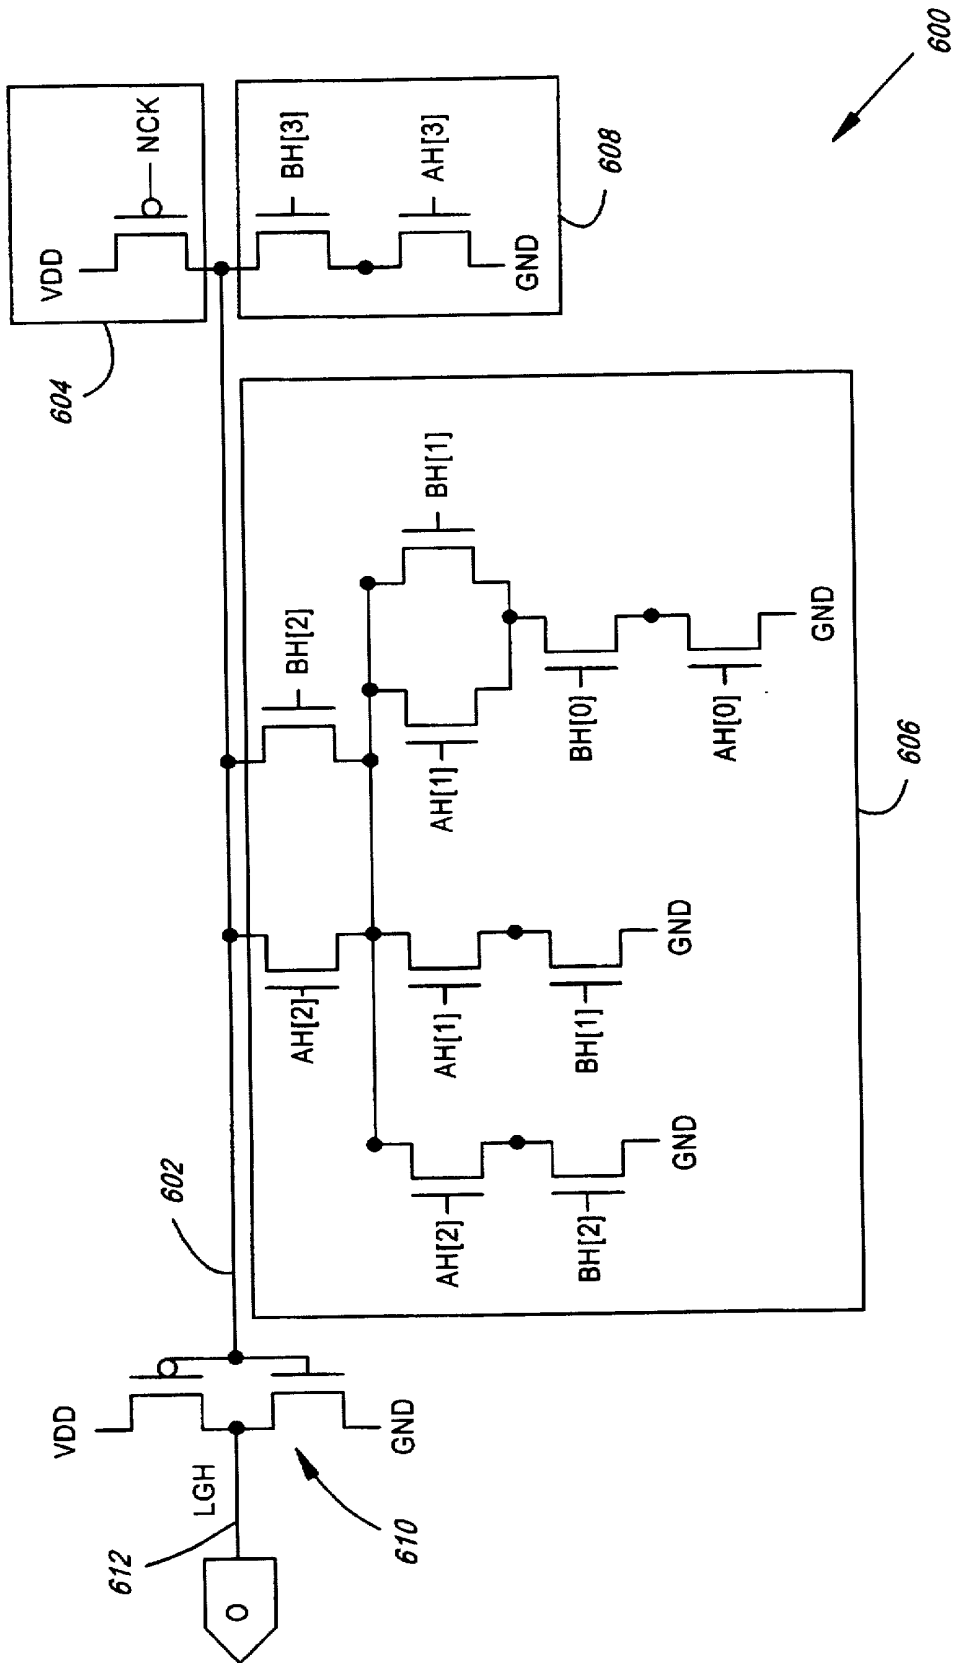 600
VDD
NCK
604
BH[3]
AH[3]
GND
608
602
AH[2]
BH[2]
AH[2]
BH[2]
GND
AH[1]
BH[1]
GND
AH[1]
BH[1]
BH[0]
AH[0]
GND
606
VDD
GND
LGH
612
O
610